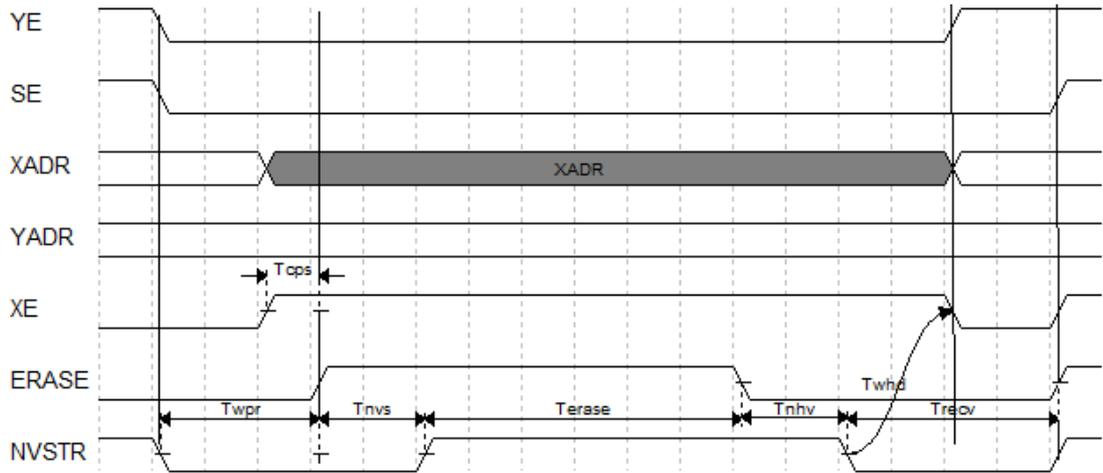 YE
SE
XADR
XADR
YADR
Tcps
XE
ERASE
Twhd
Twpr
Tnvs
Terase
Tnhv
Trecv
NVSTR